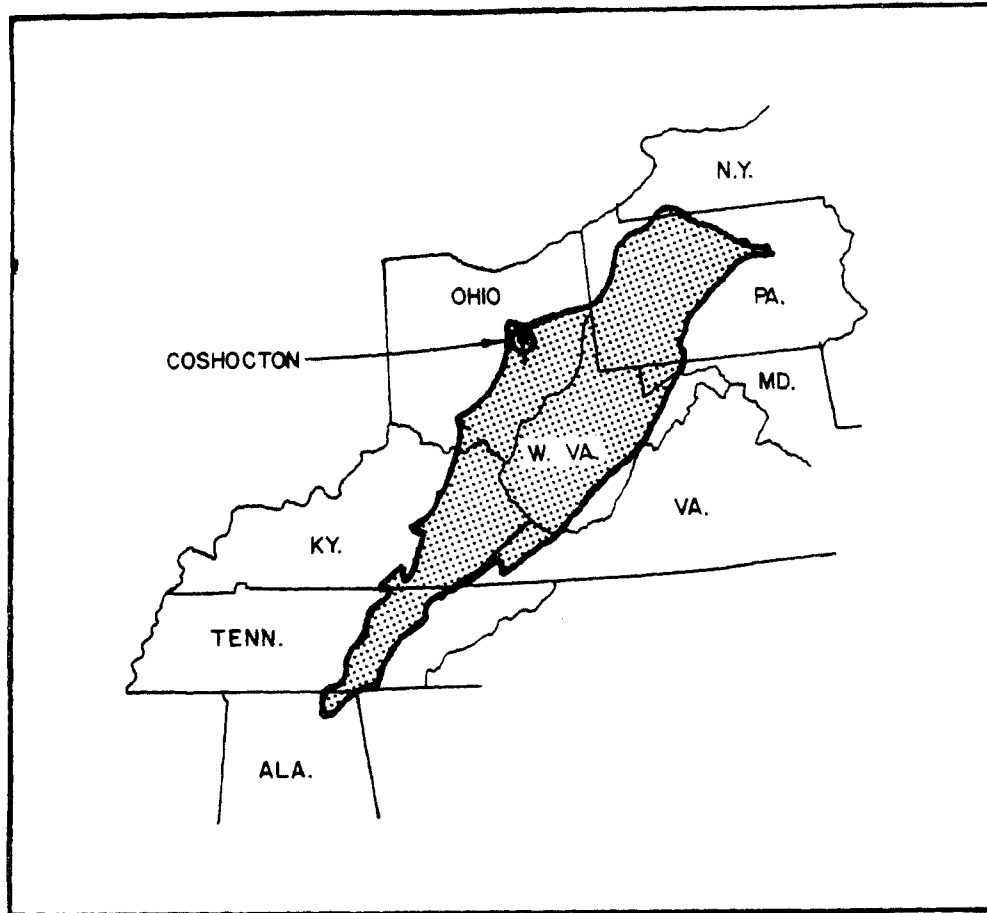 N.Y.
OHIO
PA.
COSHOCTON
MD.
W. VA.
VA.
KY.
TENN.
ALA.